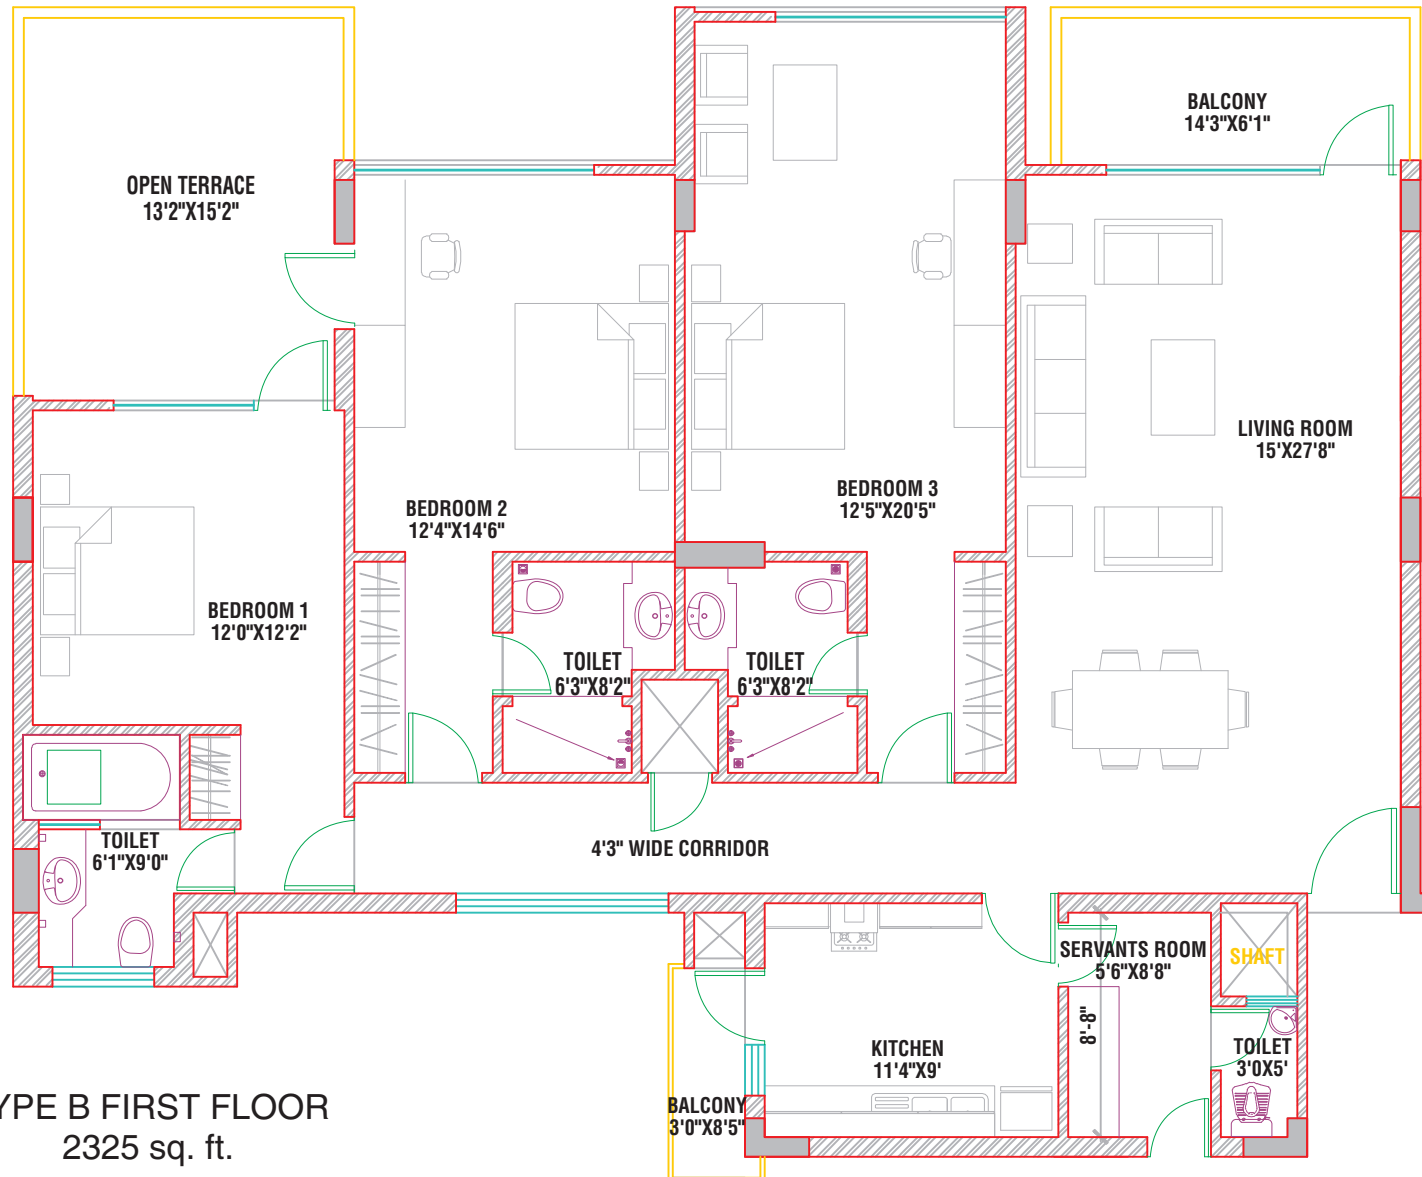 BALCONY
14'3"X6'1"
OPEN TERRACE
13'2"X15'2"
LIVING ROOM
15'X27'8"
BEDROOM 3
12'5"X20'5"
BEDROOM 2
12'4"X14'6"
BEDROOM 1
12'0"X12'2"
TOILET
6'3"X8'2"
TOILET
6'3"X8'2"
TOILET
6'1"X9'0"
4'3" WIDE CORRIDOR
SERVANTS ROOM
5'6"X8'8"
SHAFT
8'-8"
KITCHEN
11'4"X9'
TOILET
3'0X5'
BALCONY
3'0"X8'5"
YPE B FIRST FLOOR
2325 sq. ft.